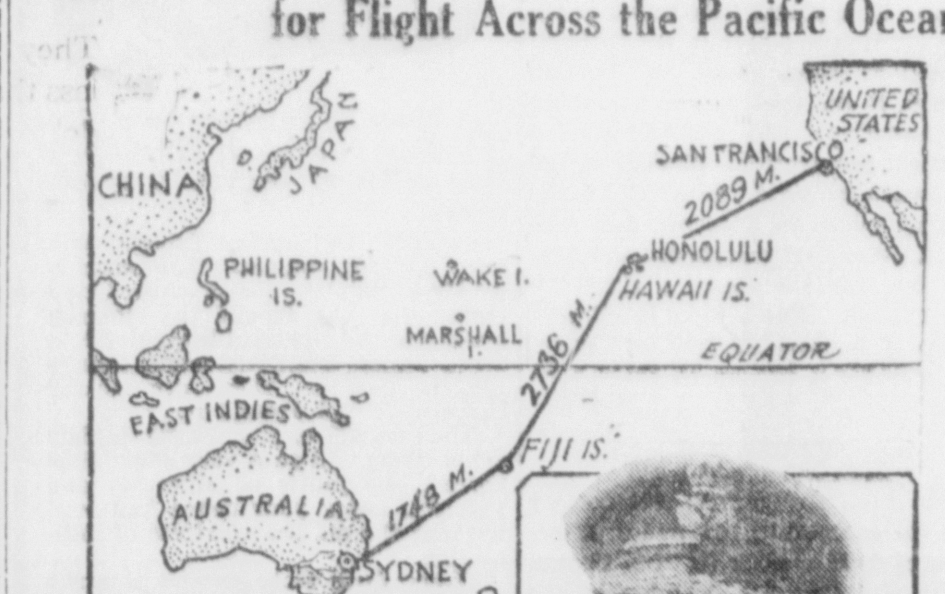 for Flight Across the Pacific Ocean
UNITED
STATES
JAPAN
SAN FRANCISCO
CHINA
2089 M.
HONOLULU
PHILIPPINE
IS.
WAKE I.
HAWAII IS.
MARSHALL
I.
2736 M.
EQUATOR
EAST INDIES
FIJI IS.
1748 M.
AUSTRALIA
SYDNEY